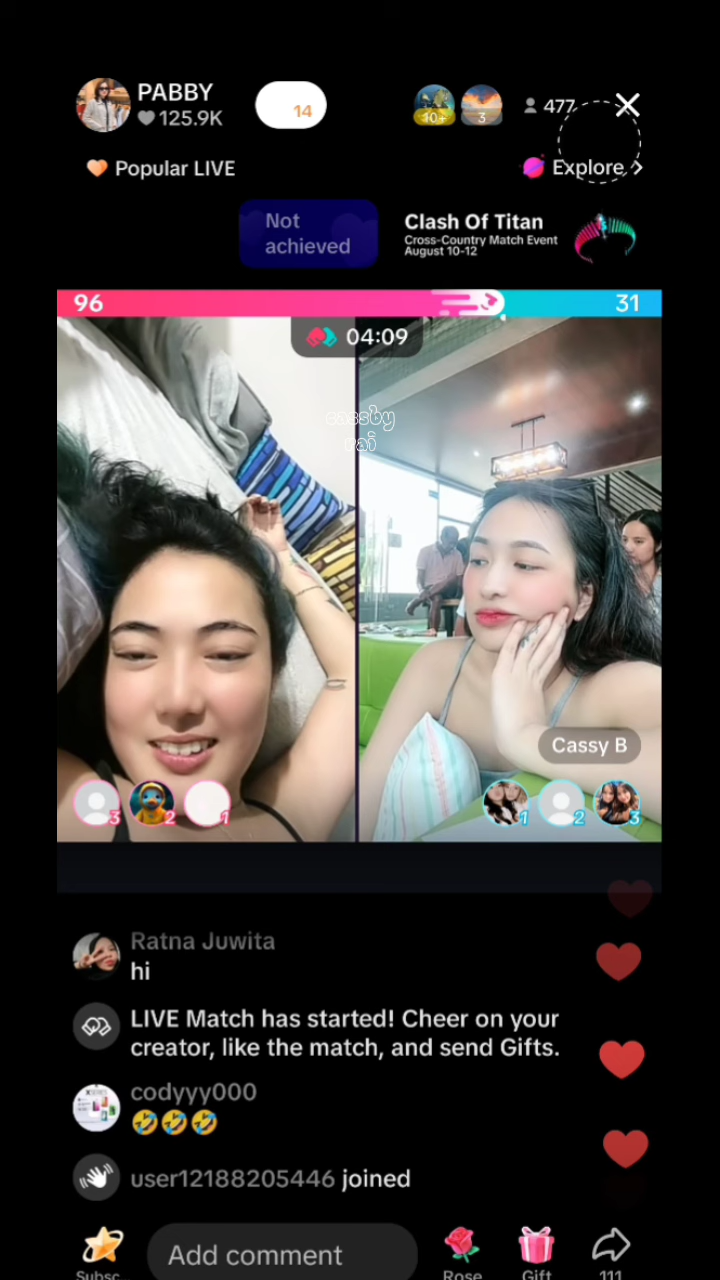 PABBY
125.9K
14
10+
3
477
Popular LIVE
Explore
Not
achieved
Clash Of Titan
Cross-Country Match Event
August 10-12
96
31
04:09
cassby
Cassy B
3
2
1
1
2
3
Ratna Juwita
hi
LIVE Match has started! Cheer on your
creator, like the match, and send Gifts.
codyyy000
user12188205446 joined
Add comment
Subsc...
Rose
Gift
111